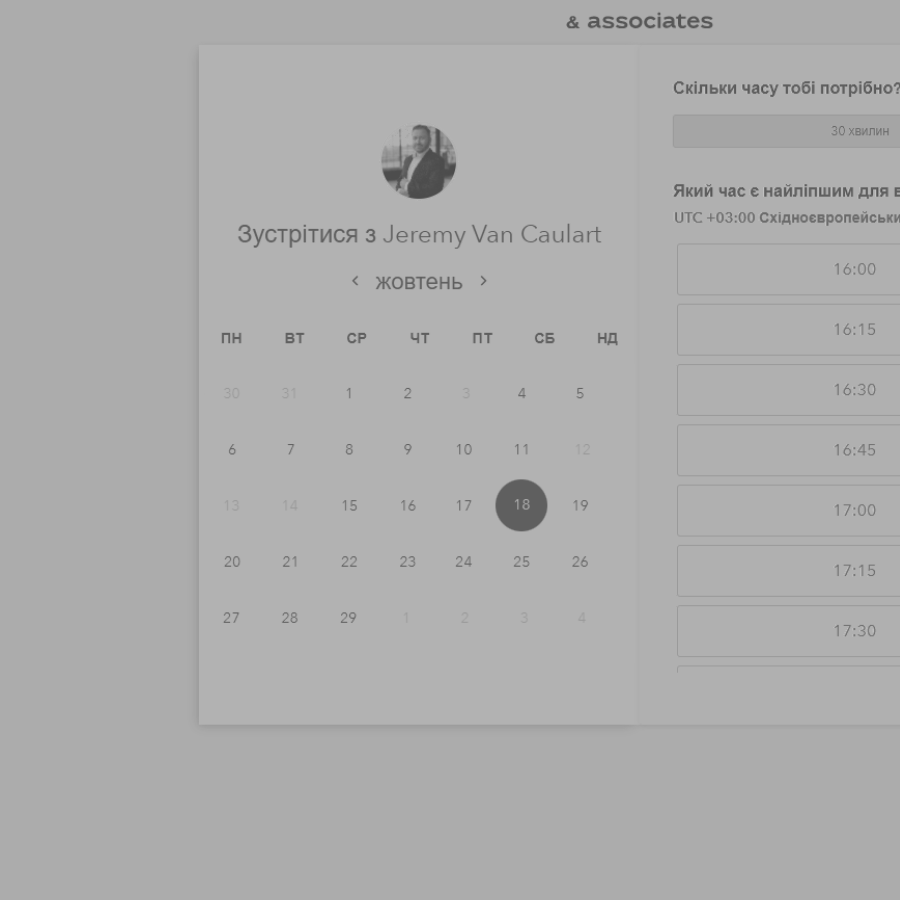 & associates
Зустрітися з Jeremy Van Caulart
жовтень
ПН ВТ СР ЧТ ПТ СБ НД
30 31 1 2 3 4 5
6 7 8 9 10 11 12
13 14 15 16 17 18 19
20 21 22 23 24 25 26
27 28 29 1 2 3 4
Скільки часу тобі потрібно?
30 хвилин
Який час є найліпшим для
UTC +03:00 Східноєвропейськи
16:00
16:15
16:30
16:45
17:00
17:15
17:30